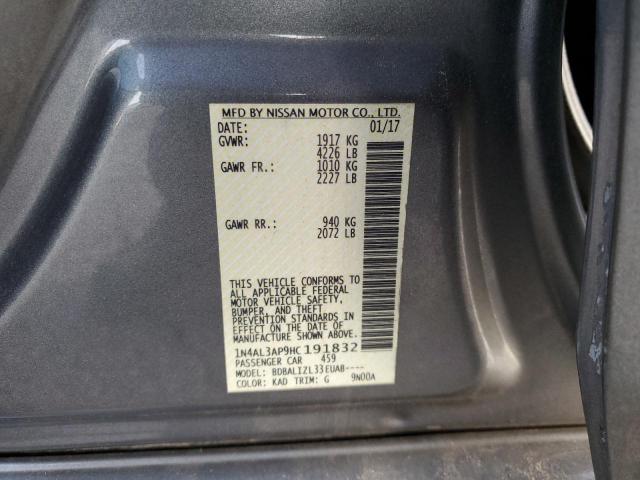 MFD BY NISSAN MOTOR CO., LTD.
DATE: 01/17
GVWR: 1917 KG
4226 LB
GAWR FR.: 1010 KG
2227 LB
GAWR RR.: 940 KG
2072 LB
THIS VEHICLE CONFORMS TO
ALL APPLICABLE FEDERAL
MOTOR VEHICLE SAFETY,
BUMPER, AND THEFT
PREVENTION STANDARDS IN
EFFECT ON THE DATE OF
MANUFACTURE SHOWN ABOVE.
1N4AL3AP9HC191832
PASSENGER CAR 459
MODEL: BDBALIZL33EUAB----
COLOR: KAD TRIM: G 9N00A